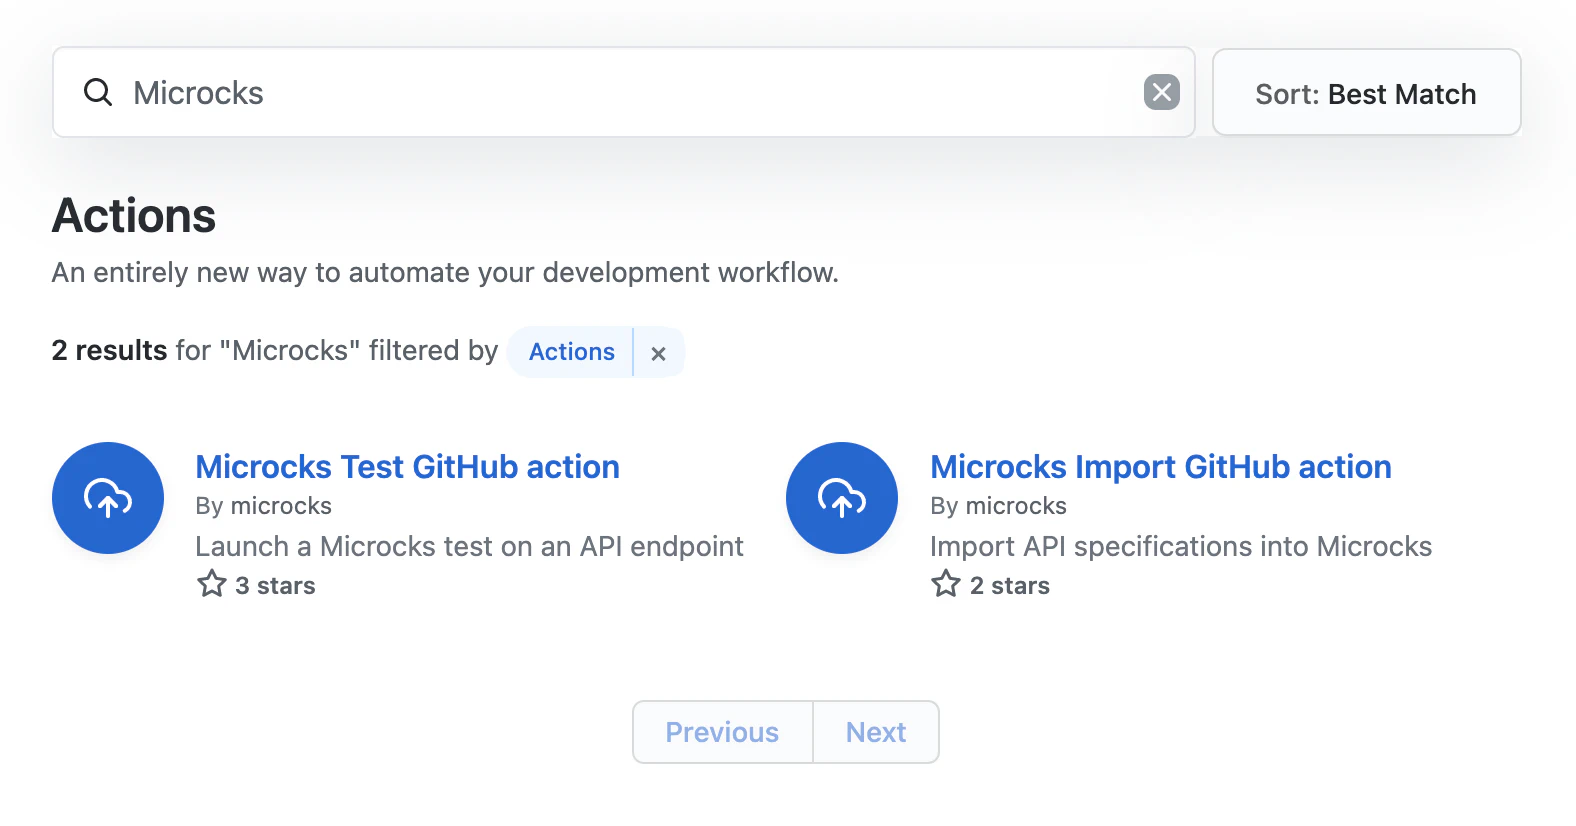 Microcks
Sort: Best Match
Actions
An entirely new way to automate your development workflow.
2 results for "Microcks" filtered by Actions ×
Microcks Test GitHub action
By microcks
Launch a Microcks test on an API endpoint
3 stars
Microcks Import GitHub action
By microcks
Import API specifications into Microcks
2 stars
Previous
Next